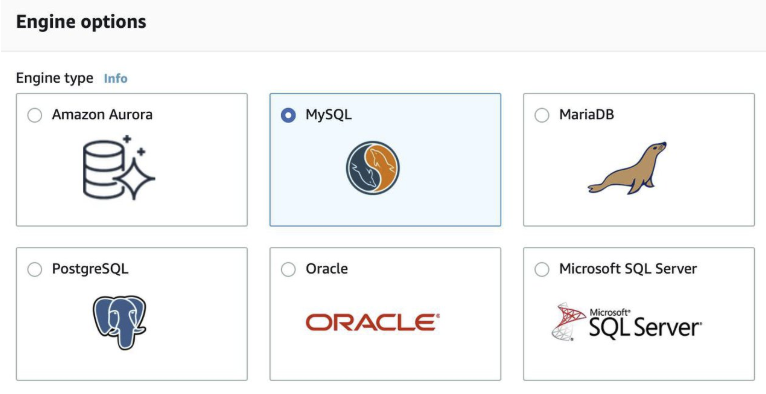 Engine options
Engine type Info
Amazon Aurora
MySQL
MariaDB
PostgreSQL
Oracle
Microsoft SQL Server
ORACLE®
Microsoft®
SQL Server®